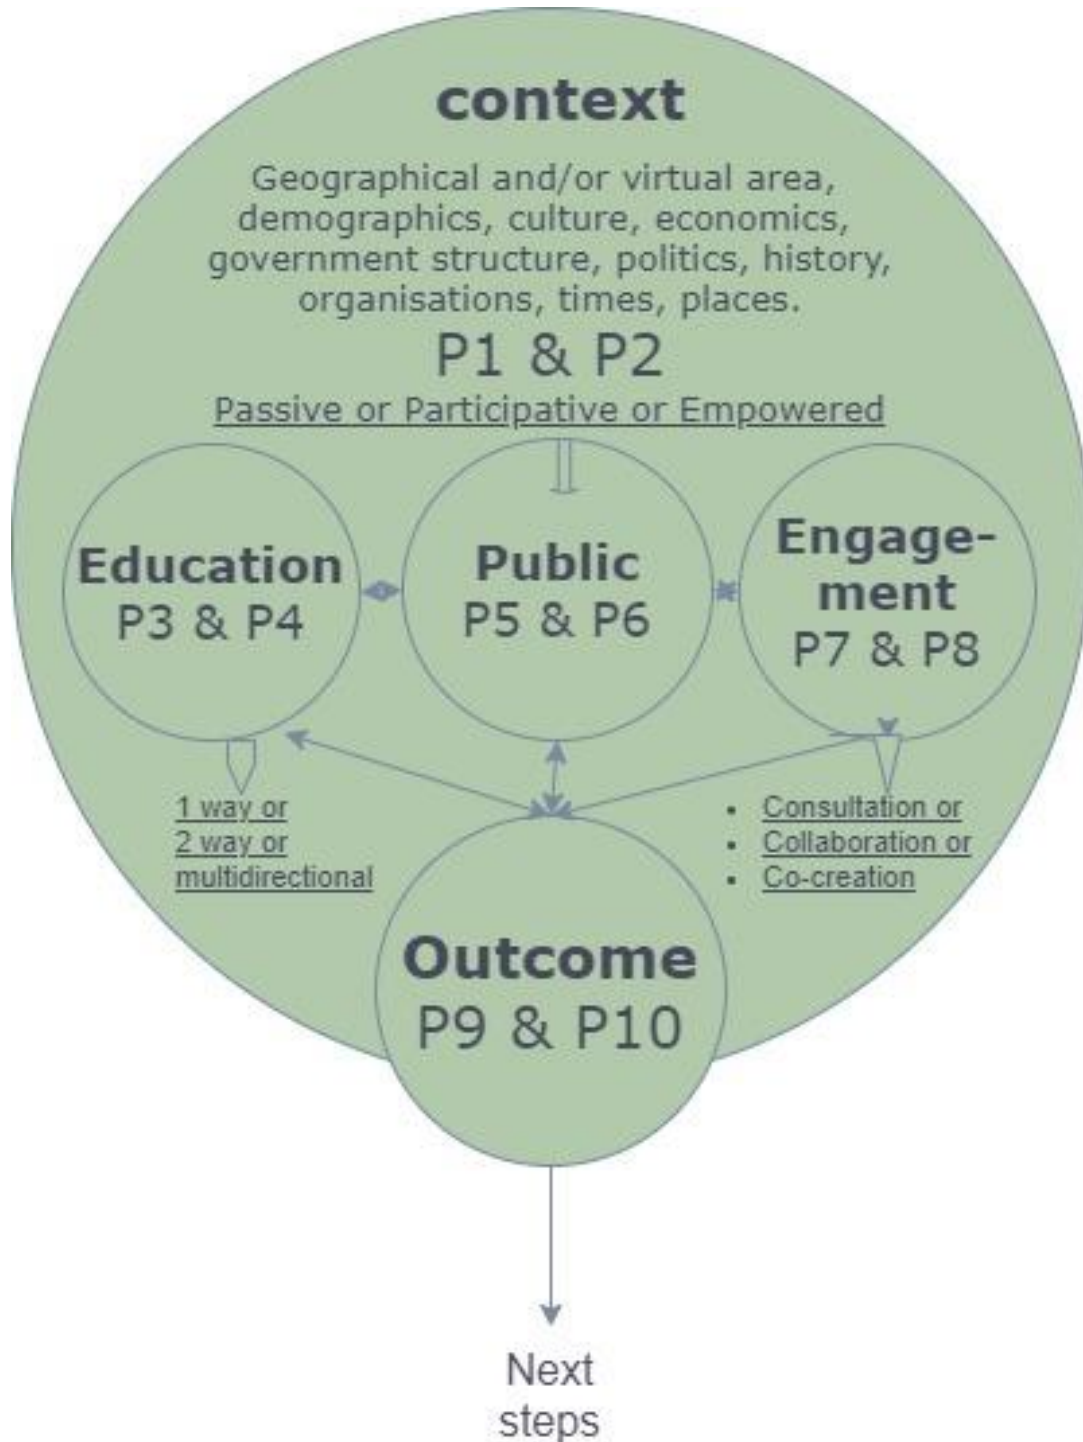 context
Geographical and/or virtual area,
demographics, culture, economics,
government structure, politics, history,
organisations, times, places.
P1 & P2
Passive or Participative or Empowered
Education
P3 & P4
Public
P5 & P6
Engage-
ment
P7 & P8
1 way or
2 way or
multidirectional
• Consultation or
• Collaboration or
• Co-creation
Outcome
P9 & P10
Next
steps